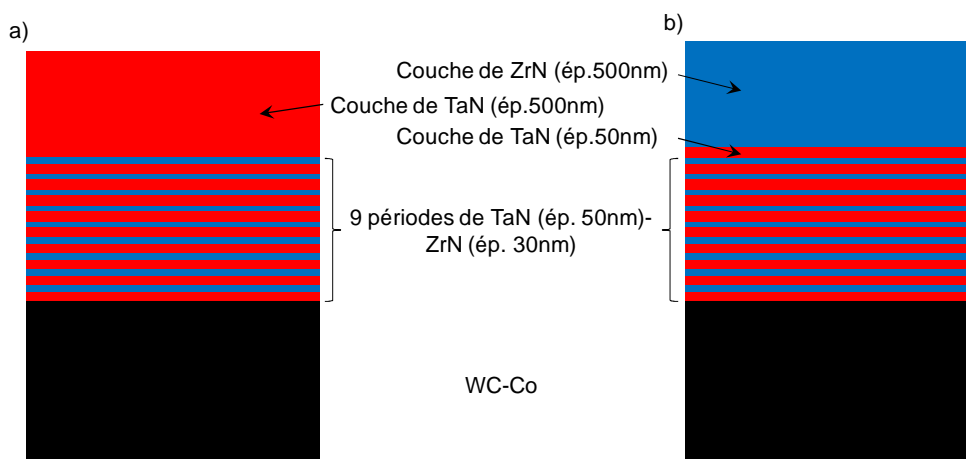 a)
b)
Couche de ZrN (ép.500nm)
Couche de TaN (ép.500nm)
Couche de TaN (ép.50nm)
9 périodes de TaN (ép. 50nm)-
ZrN (ép. 30nm)
WC-Co